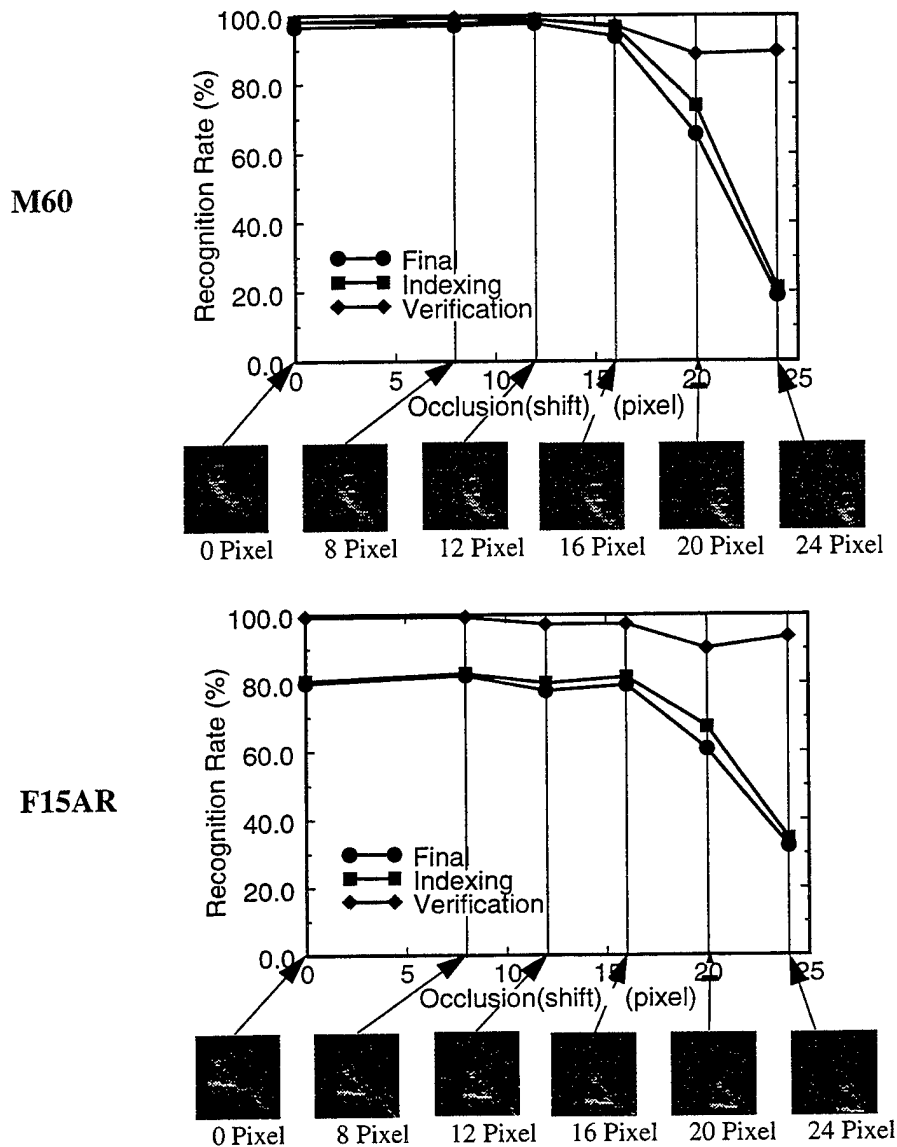 100.0
80.0
60.0
40.0
20.0
0.0
Recognition Rate (%)
M60
Final
Indexing
Verification
0 5 10 15 20 25
Occlusion(shift) (pixel)
0 Pixel 8 Pixel 12 Pixel 16 Pixel 20 Pixel 24 Pixel
100.0
80.0
60.0
40.0
20.0
0.0
Recognition Rate (%)
F15AR
Final
Indexing
Verification
0 5 10 15 20 25
Occlusion(shift) (pixel)
0 Pixel 8 Pixel 12 Pixel 16 Pixel 20 Pixel 24 Pixel